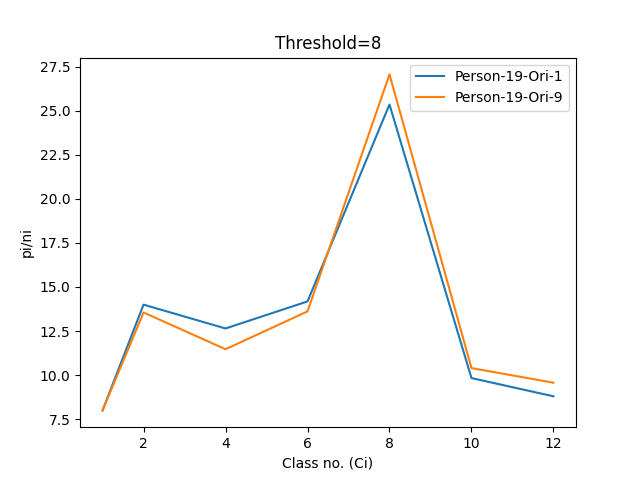 Threshold=8
Person-19-Ori-1
Person-19-Ori-9
27.5
25.0
22.5
20.0
17.5
15.0
12.5
10.0
7.5
pi/ni
2 4 6 8 10 12
Class no. (Ci)